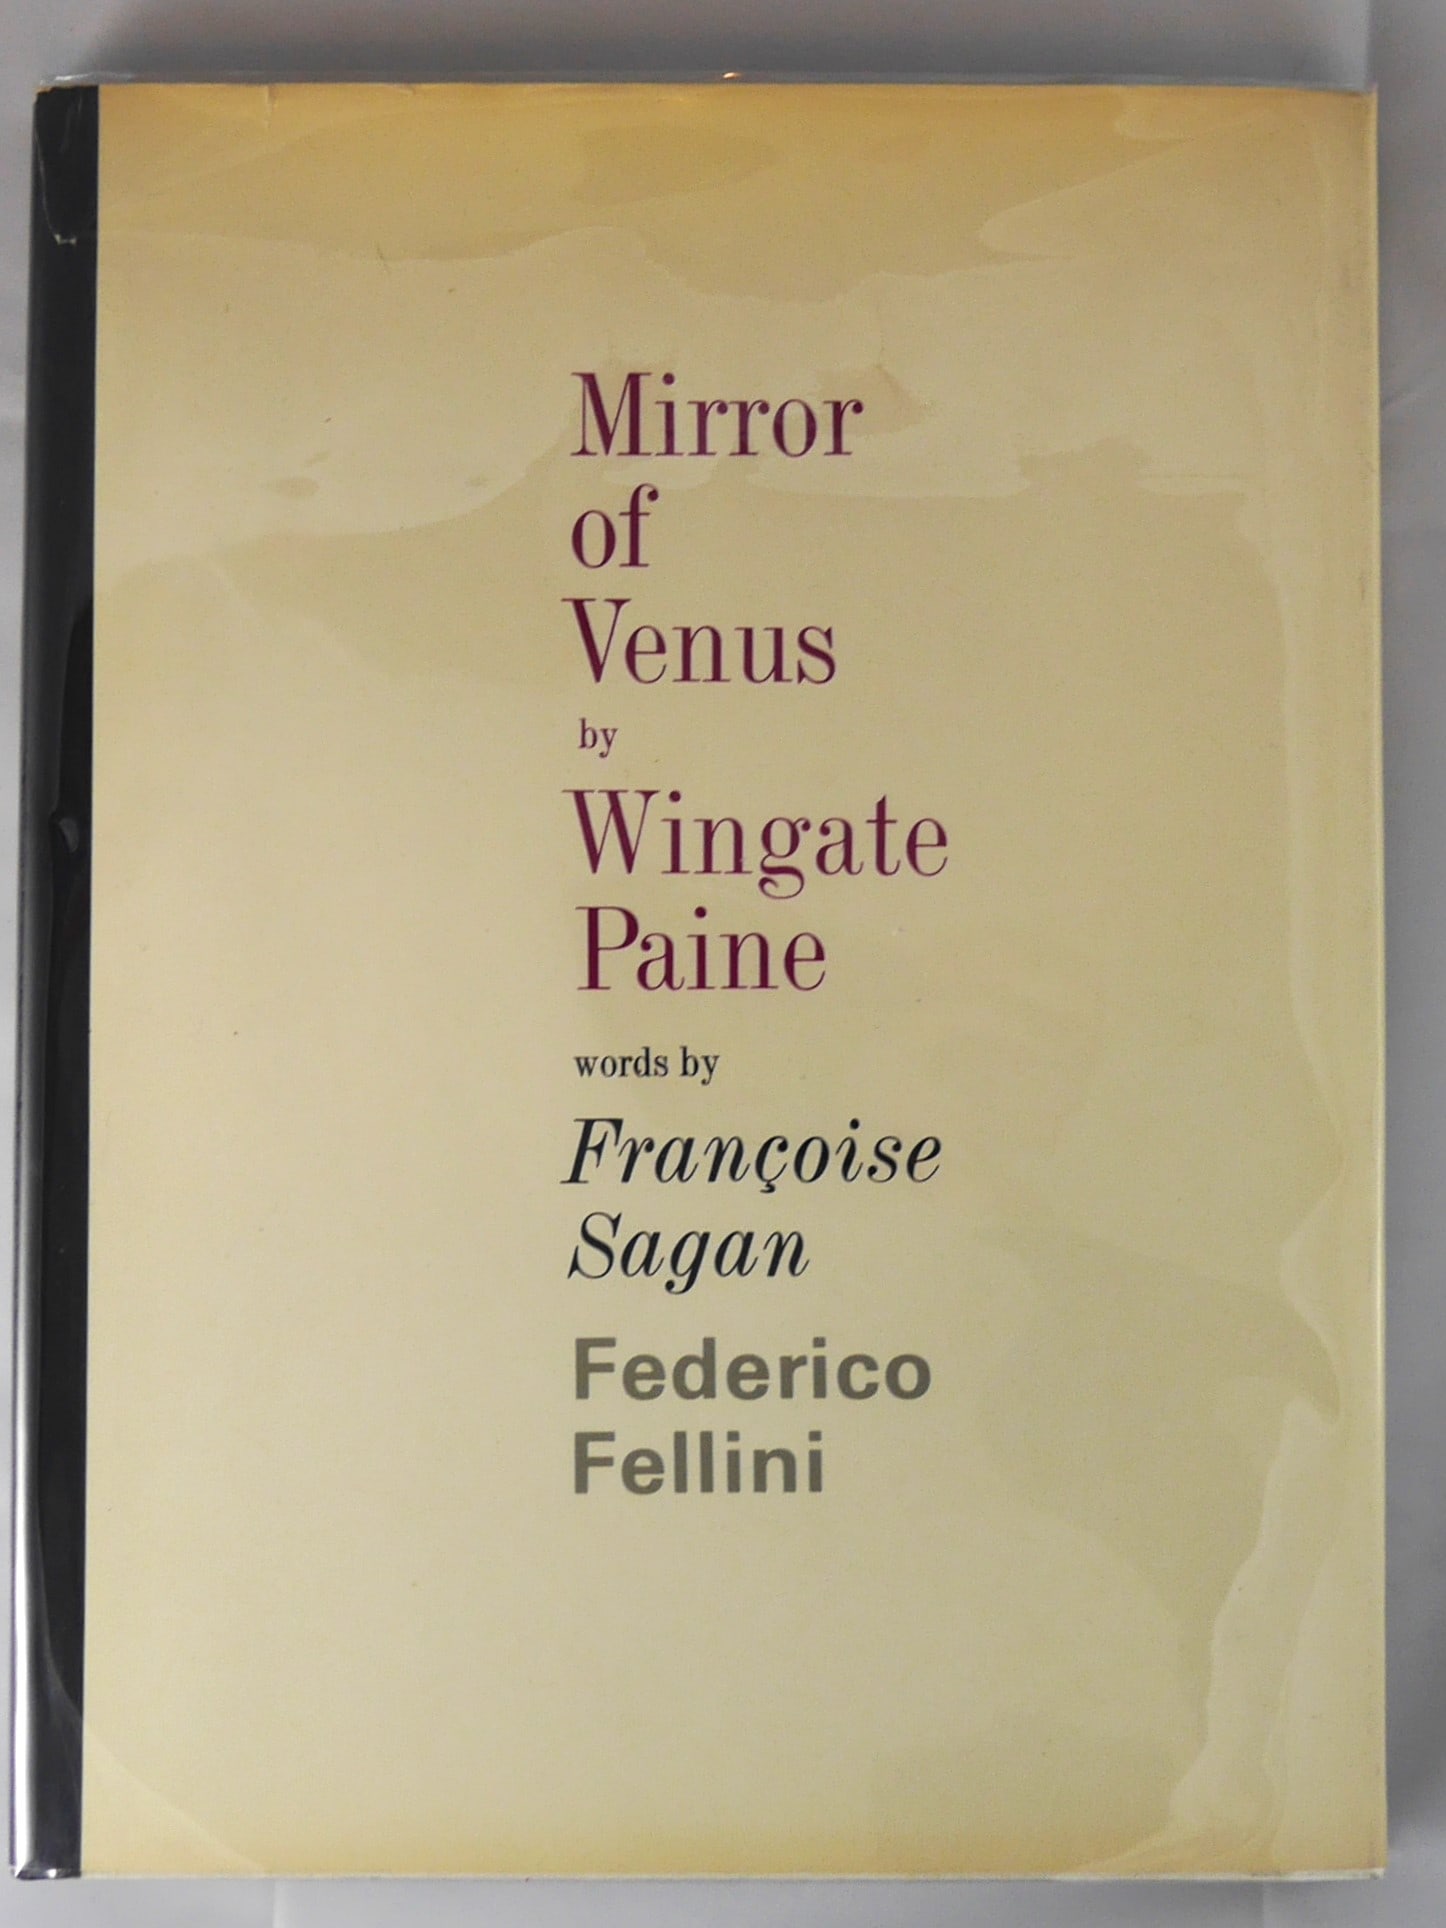 Mirror
of
Venus
by
Wingate
Paine
words by
Françoise
Sagan
Federico
Fellini